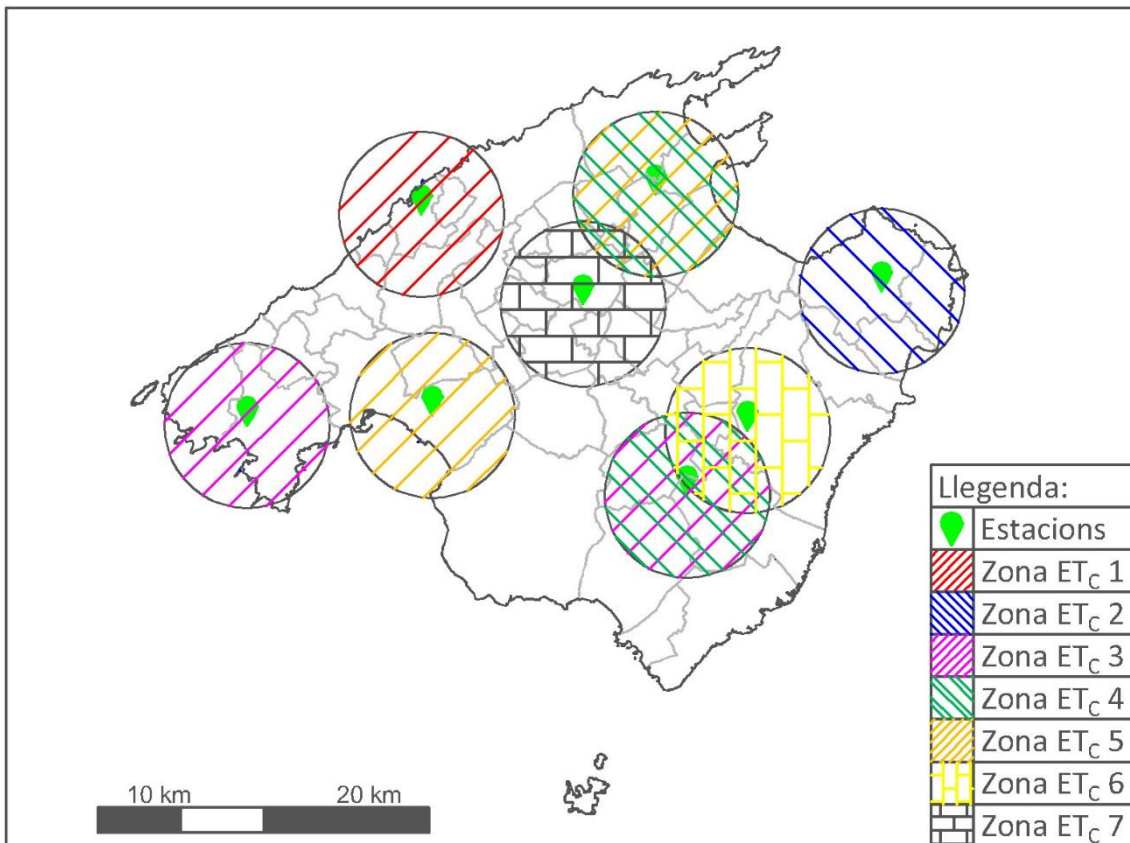 Llegenda:
Estacions
Zona ETC 1
Zona ETC 2
Zona ETC 3
Zona ETC 4
Zona ETC 5
Zona ETC 6
Zona ETC 7
10 km 20 km